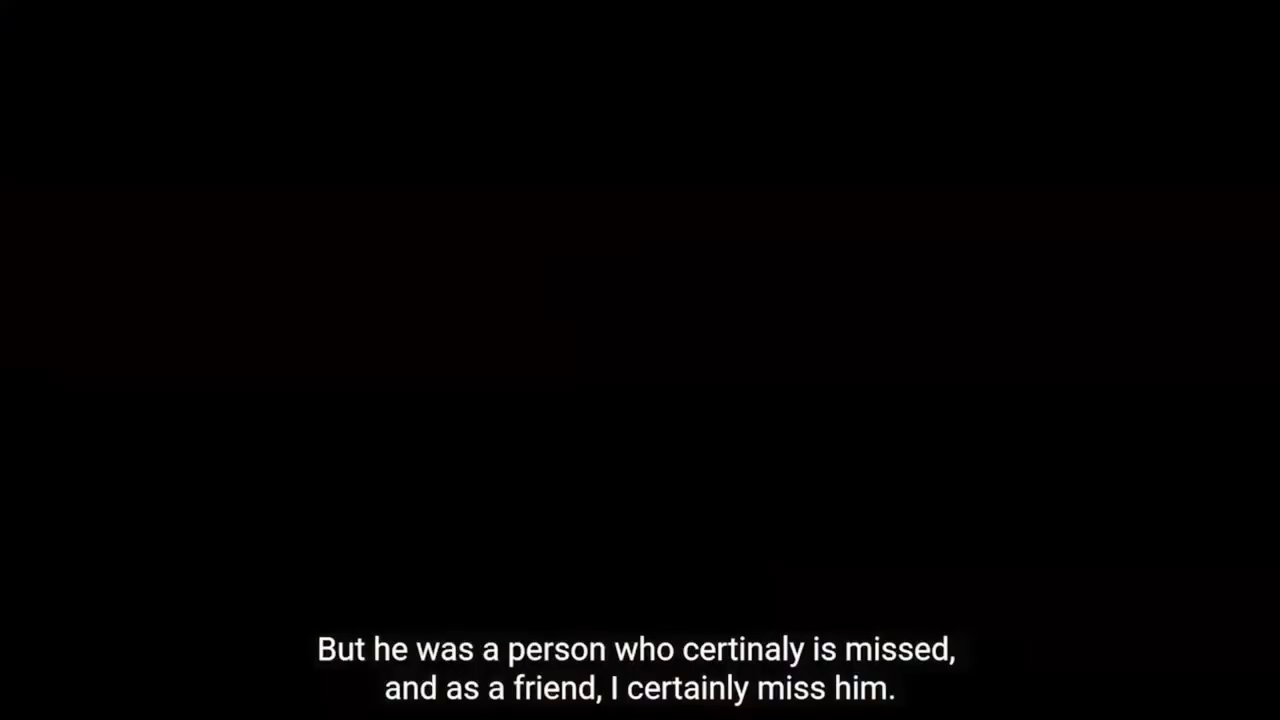 But he was a person who certinaly is missed,
and as a friend, I certainly miss him.